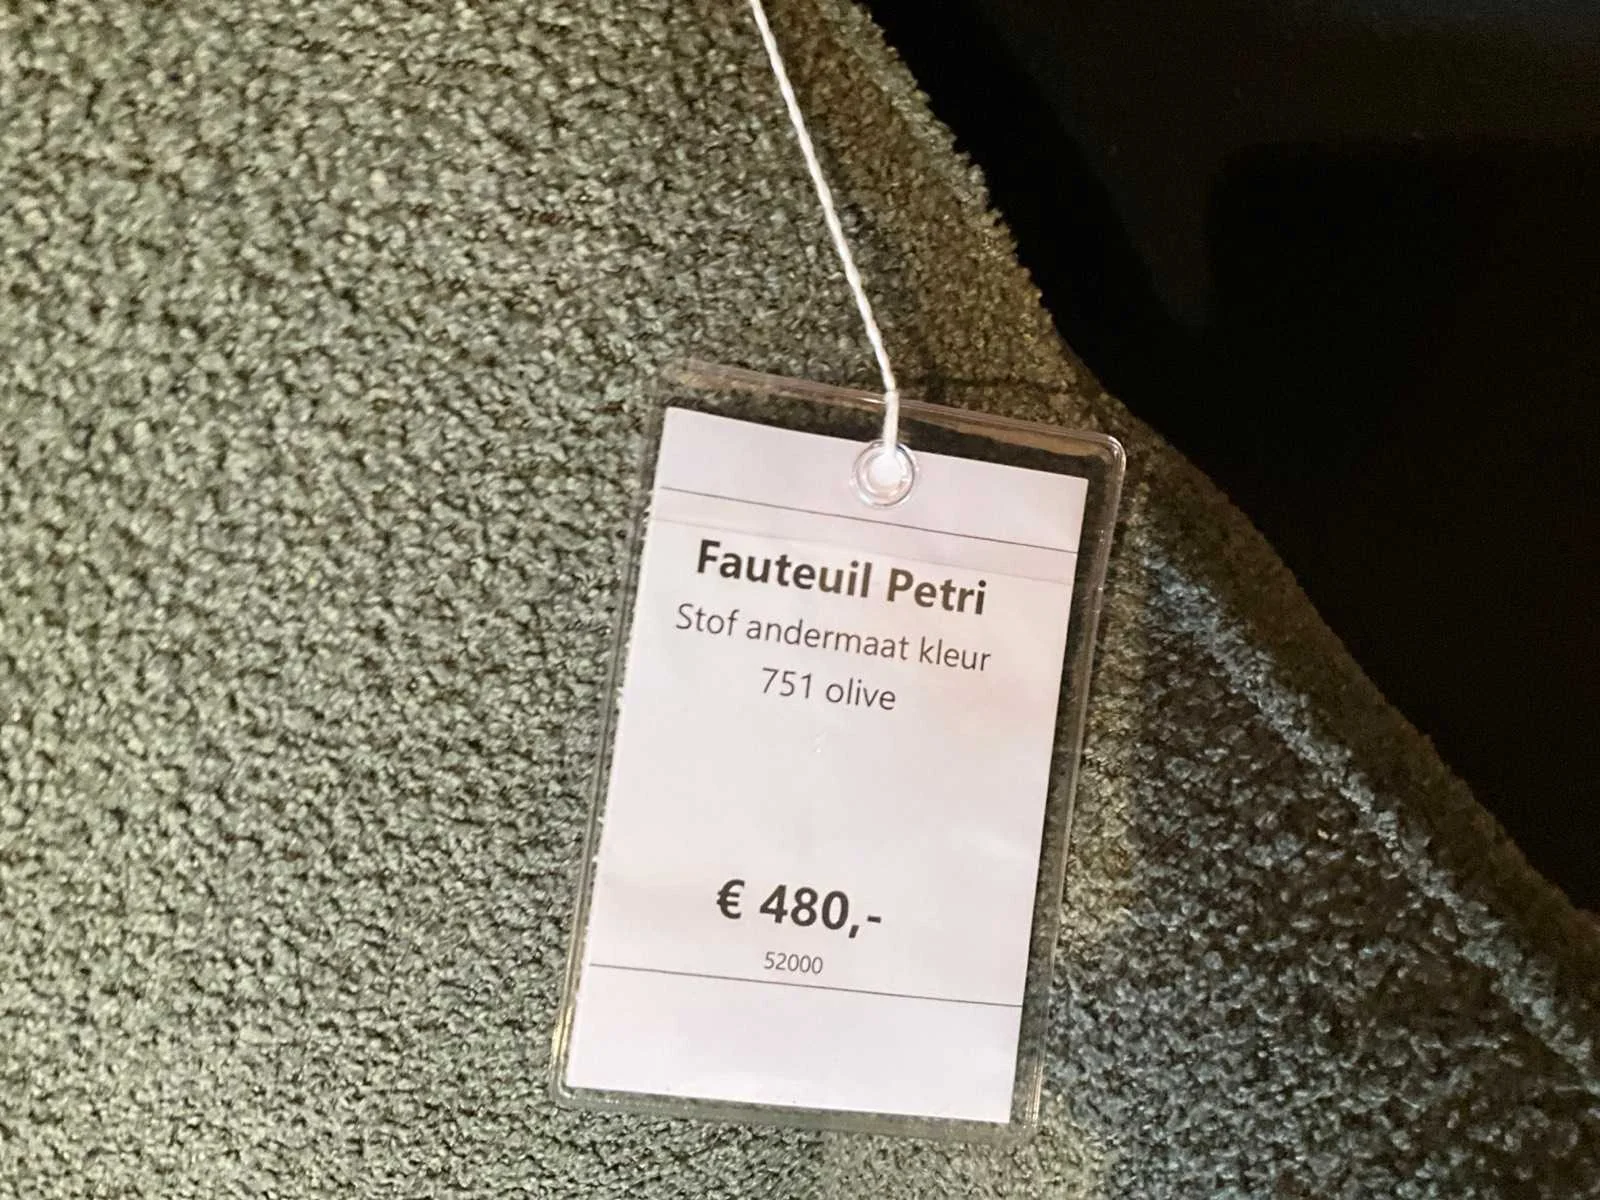 Fauteuil Petri
Stof andermaat kleur
751 olive
€ 480,-
52000